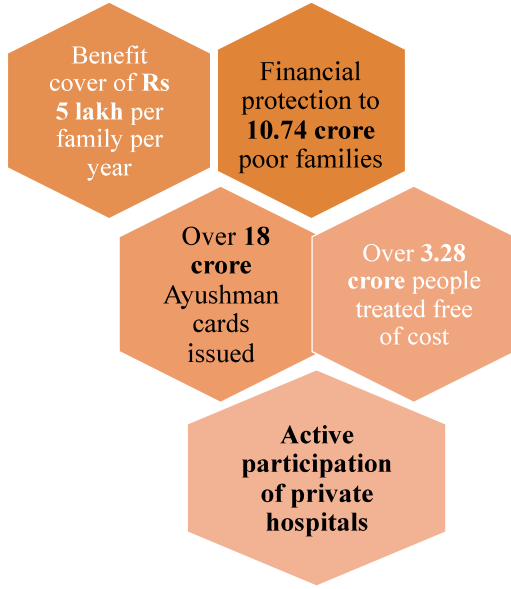 Benefit
cover of Rs
5 lakh per
family per
year
Financial
protection to
10.74 crore
poor families
Over 18
crore
Ayushman
cards
issued
Over 3.28
crore people
treated free
of cost
Active
participation
of private
hospitals